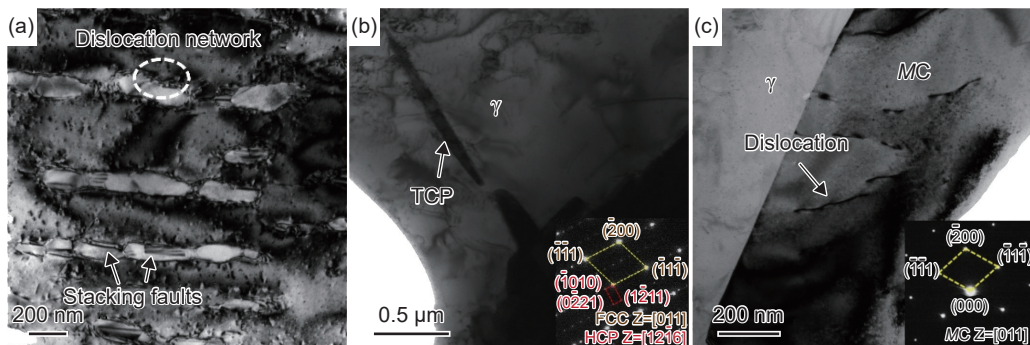 (a)
Dislocation network
Stacking faults
200 nm
(b)
γ
TCP
0.5 μm
(2̄00)
(1̄1̄1)
(1̄11̄)
(1̄010)
(02̄21)
(12̄11)
FCC Z=[011]
HCP Z=[12̄16̄]
(c)
γ
MC
Dislocation
200 nm
(2̄00)
(1̄1̄1)
(1̄11̄)
(000)
MC Z=[011]